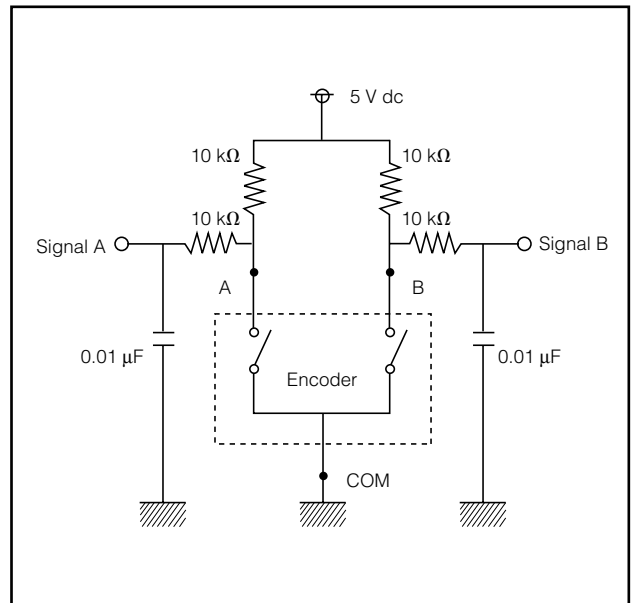 5 V dc
10 kΩ 10 kΩ
10 kΩ 10 kΩ
Signal A Signal B
A B
0.01 μF 0.01 μF
Encoder
COM